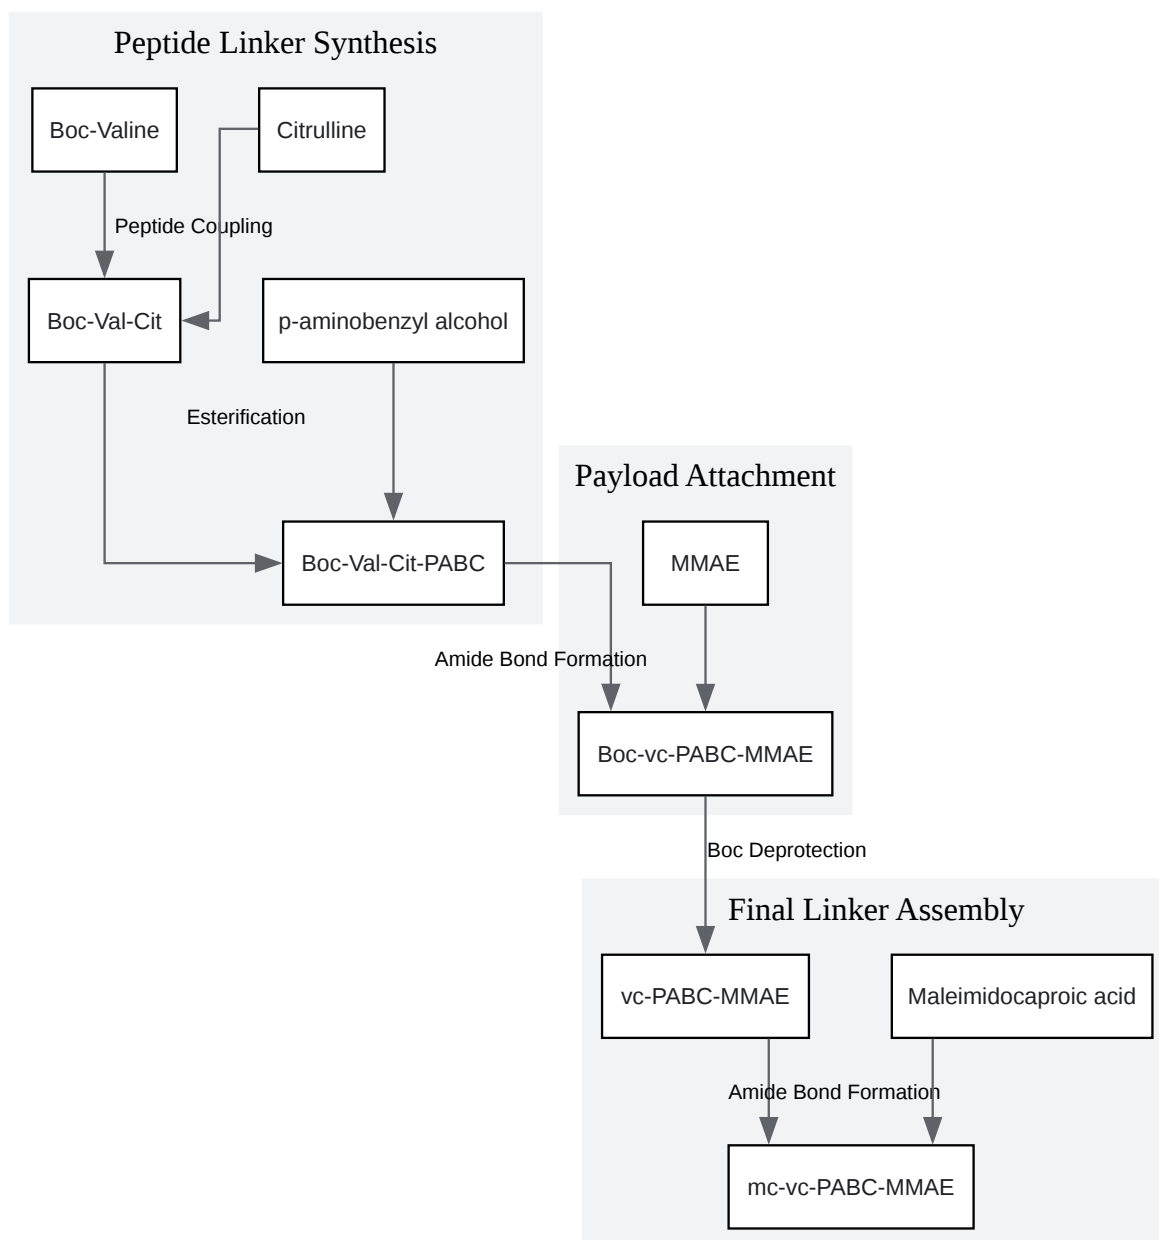 Peptide Linker Synthesis
Boc-Valine
Citrulline
Peptide Coupling
Boc-Val-Cit
p-aminobenzyl alcohol
Esterification
Payload Attachment
Boc-Val-Cit-PABC
MMAE
Amide Bond Formation
Boc-vc-PABC-MMAE
Boc Deprotection
Final Linker Assembly
vc-PABC-MMAE
Maleimidocaproic acid
Amide Bond Formation
mc-vc-PABC-MMAE